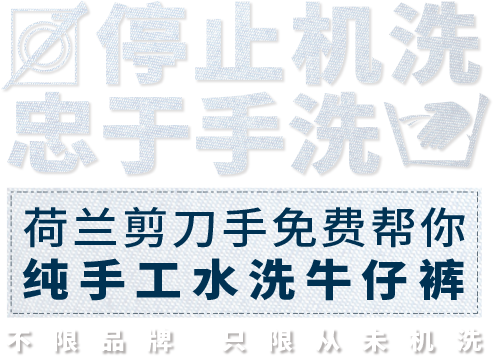 停止机洗
忠于手洗
荷兰剪刀手免费帮你
纯手工水洗牛仔裤
不限品牌 只限从未机洗